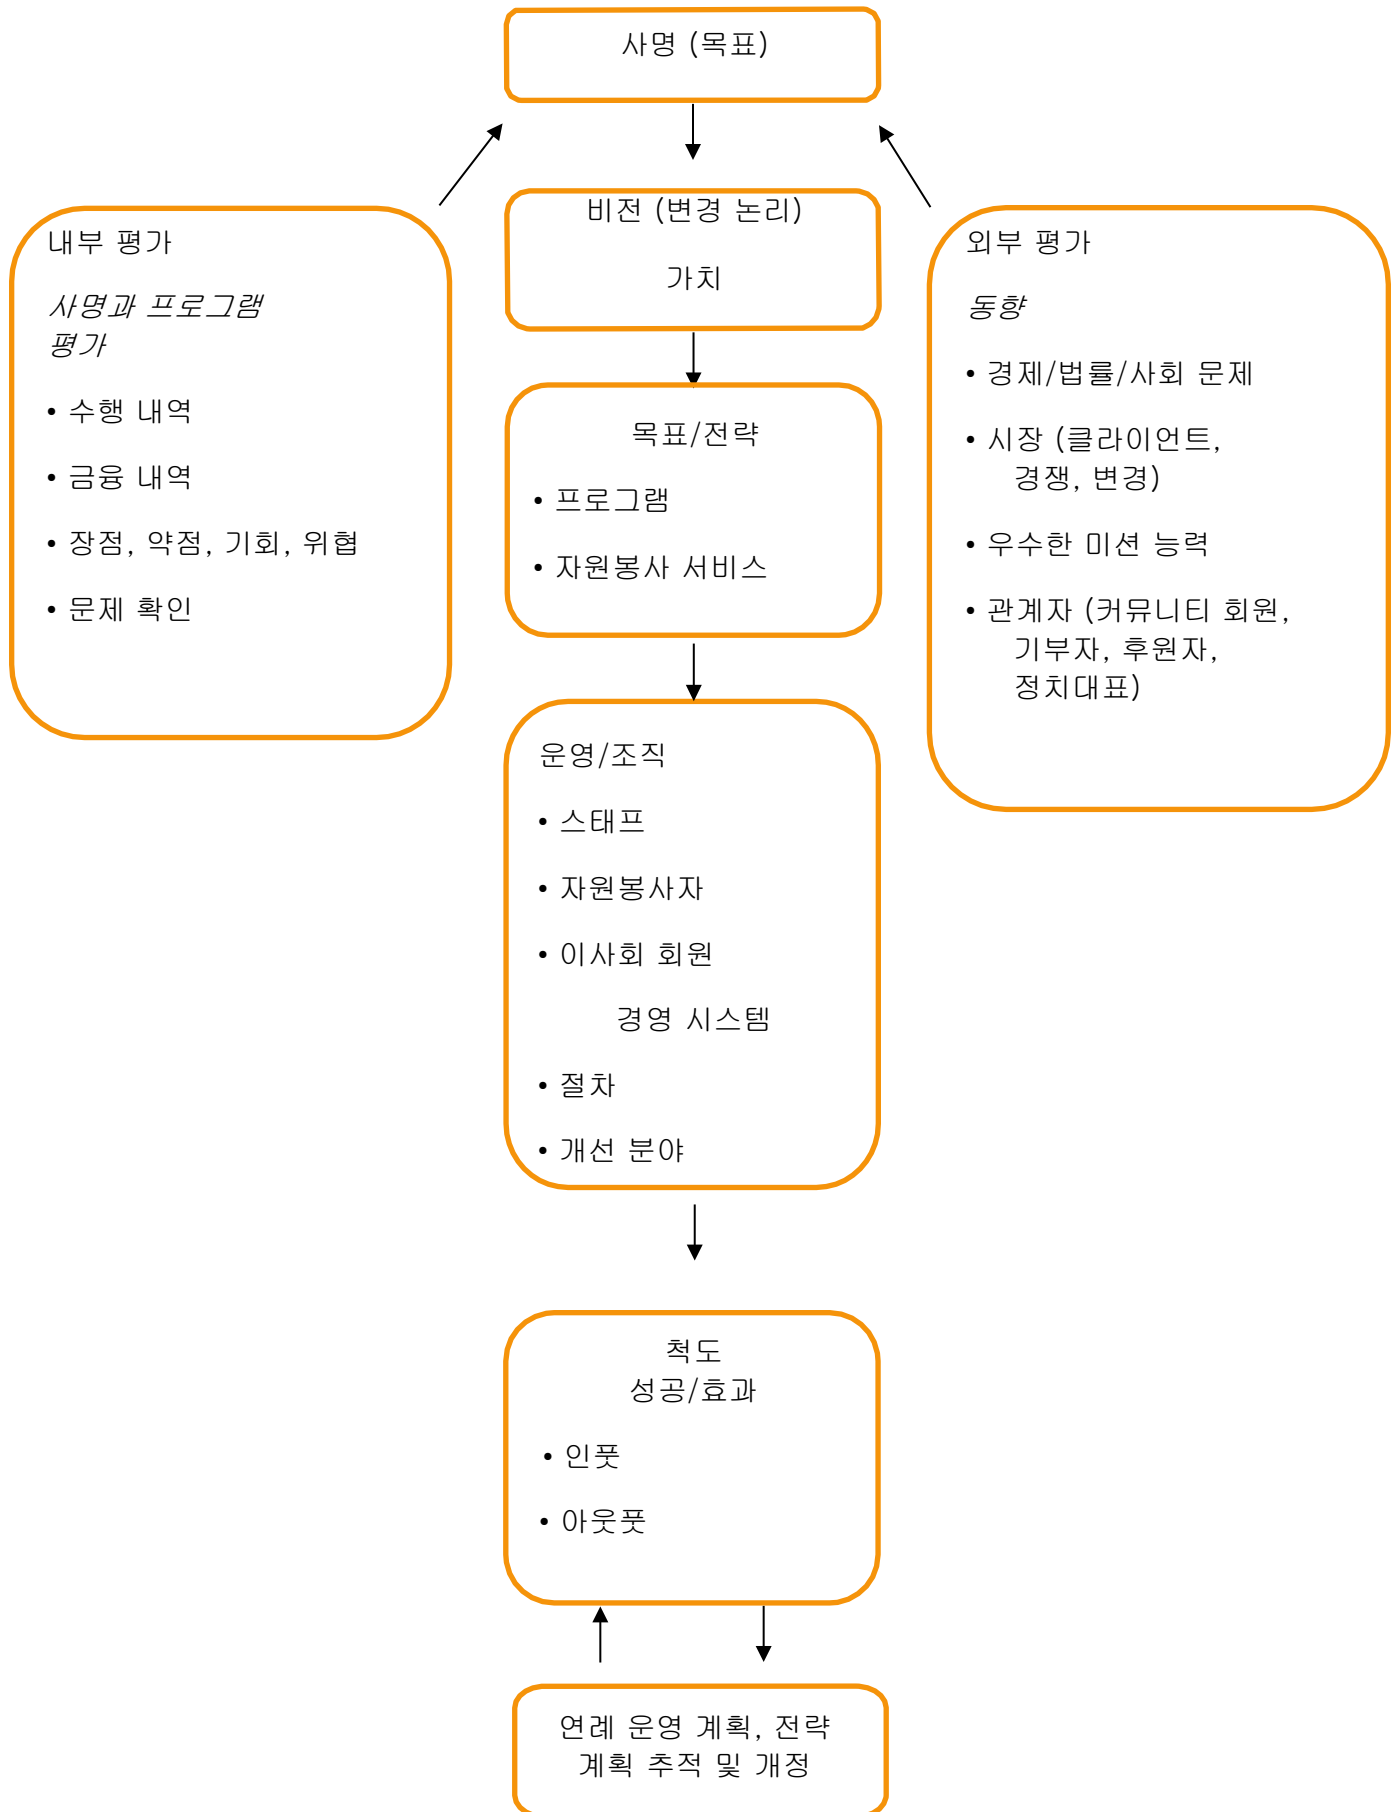 사명 (목표)
비전 (변경 논리)
가치
내부 평가
사명과 프로그램
평가
• 수행 내역
• 금융 내역
• 장점, 약점, 기회, 위협
• 문제 확인
외부 평가
동향
• 경제/법률/사회 문제
• 시장 (클라이언트,
경쟁, 변경)
• 우수한 미션 능력
• 관계자 (커뮤니티 회원,
기부자, 후원자,
정치대표)
목표/전략
• 프로그램
• 자원봉사 서비스
운영/조직
• 스태프
• 자원봉사자
• 이사회 회원
경영 시스템
• 절차
• 개선 분야
척도
성공/효과
• 인풋
• 아웃풋
연례 운영 계획, 전략
계획 추적 및 개정